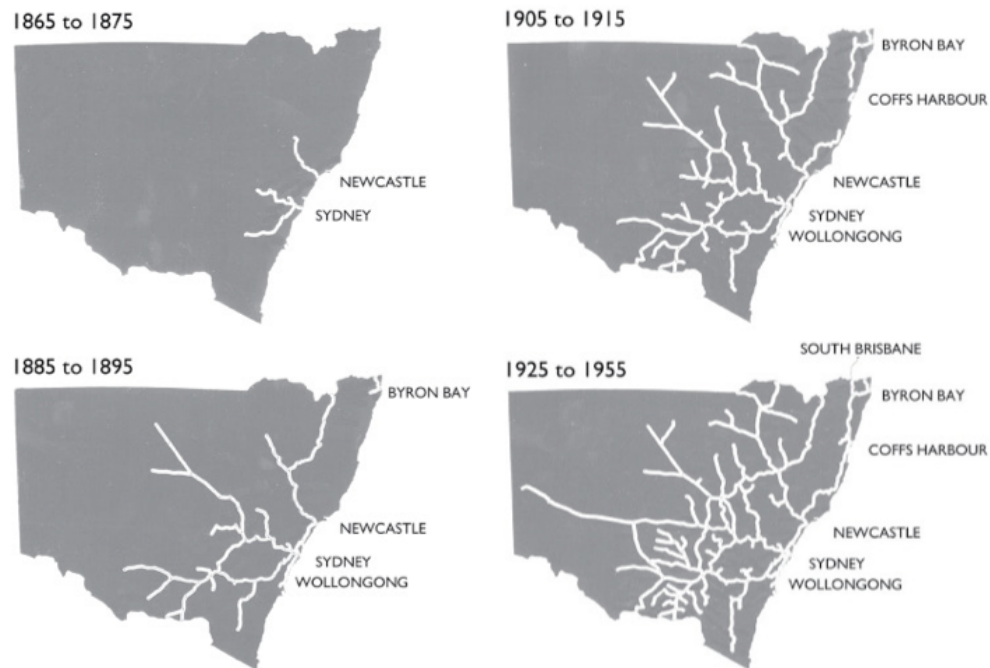 1865 to 1875
NEWCASTLE
SYDNEY
1905 to 1915
BYRON BAY
COFFS HARBOUR
NEWCASTLE
SYDNEY
WOLLONGONG
1885 to 1895
BYRON BAY
NEWCASTLE
SYDNEY
WOLLONGONG
SOUTH BRISBANE
1925 to 1955
BYRON BAY
COFFS HARBOUR
NEWCASTLE
SYDNEY
WOLLONGONG